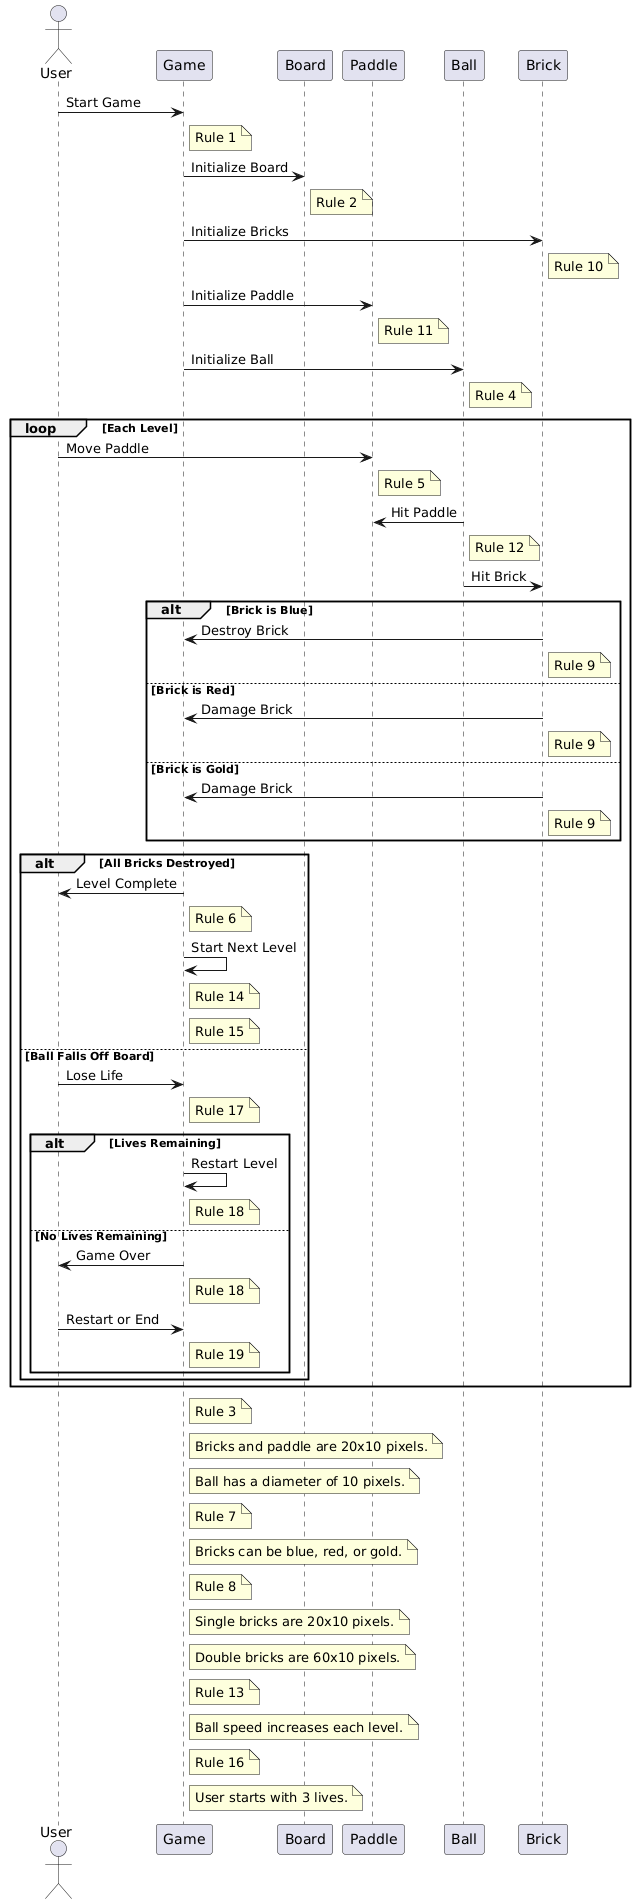 User
Game
Board
Paddle
Ball
Brick
Start Game
Rule 1
Initialize Board
Rule 2
Initialize Bricks
Rule 10
Initialize Paddle
Rule 11
Initialize Ball
Rule 4
loop [Each Level]
Move Paddle
Rule 5
Hit Paddle
Rule 12
Hit Brick
alt [Brick is Blue]
Destroy Brick
Rule 9
[Brick is Red]
Damage Brick
Rule 9
[Brick is Gold]
Damage Brick
Rule 9
alt [All Bricks Destroyed]
Level Complete
Rule 6
Start Next Level
Rule 14
Rule 15
[Ball Falls Off Board]
Lose Life
Rule 17
alt [Lives Remaining]
Restart Level
Rule 18
[No Lives Remaining]
Game Over
Rule 18
Restart or End
Rule 19
Rule 3
Bricks and paddle are 20x10 pixels.
Ball has a diameter of 10 pixels.
Rule 7
Bricks can be blue, red, or gold.
Rule 8
Single bricks are 20x10 pixels.
Double bricks are 60x10 pixels.
Rule 13
Ball speed increases each level.
Rule 16
User starts with 3 lives.
User
Game
Board
Paddle
Ball
Brick